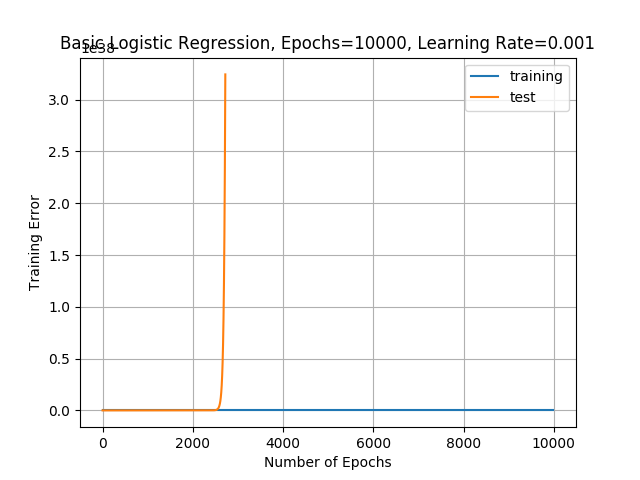 Basic Logistic Regression, Epochs=10000, Learning Rate=0.001
1e38
training
test
3.0
2.5
2.0
1.5
1.0
0.5
0.0
Training Error
0 2000 4000 6000 8000 10000
Number of Epochs